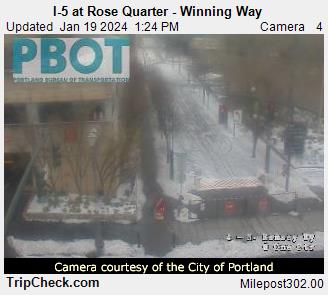 I-5 at Rose Quarter - Winning Way
Updated Jan 19 2024 1:24 PM Camera 4
PBOT
PORTLAND BUREAU OF TRANSPORTATION
Camera courtesy of the City of Portland
TripCheck.com Milepost302.00